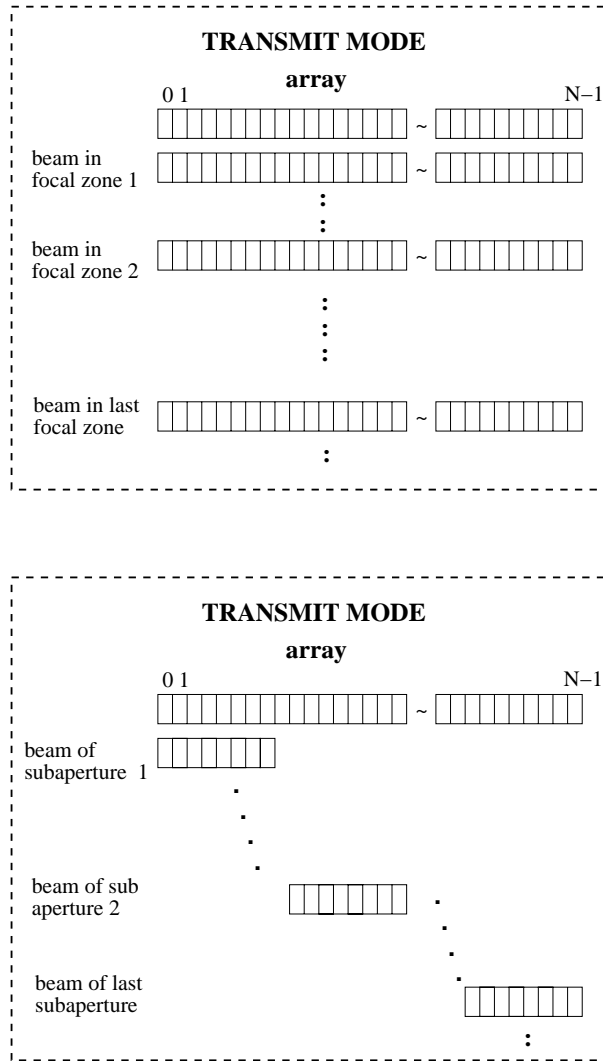 TRANSMIT MODE
array
0 1
N−1
~
beam in
focal zone 1
~
beam in
focal zone 2
~
beam in last
focal zone
~
TRANSMIT MODE
array
0 1
N−1
~
beam of
subaperture 1
beam of sub
aperture 2
beam of last
subaperture